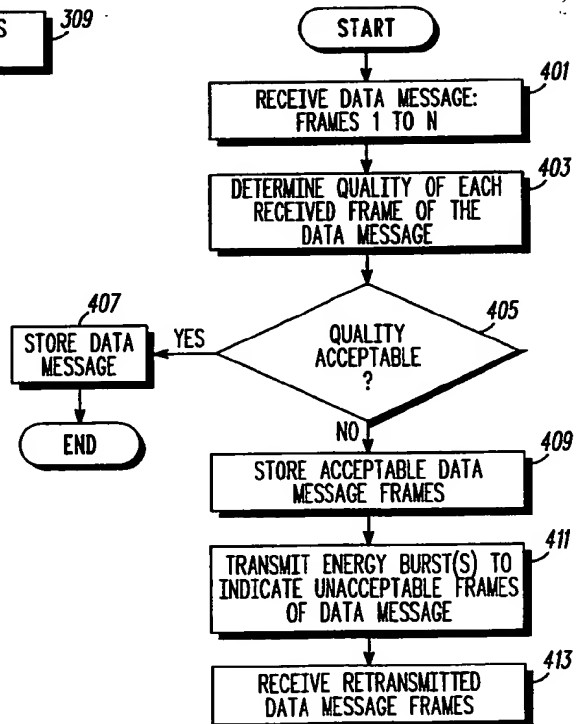 S
309
START
401
RECEIVE DATA MESSAGE:
FRAMES 1 TO N
403
DETERMINE QUALITY OF EACH
RECEIVED FRAME OF THE
DATA MESSAGE
405
QUALITY
ACCEPTABLE
?
YES
407
STORE DATA
MESSAGE
END
NO
409
STORE ACCEPTABLE DATA
MESSAGE FRAMES
411
TRANSMIT ENERGY BURST(S) TO
INDICATE UNACCEPTABLE FRAMES
OF DATA MESSAGE
413
RECEIVE RETRANSMITTED
DATA MESSAGE FRAMES